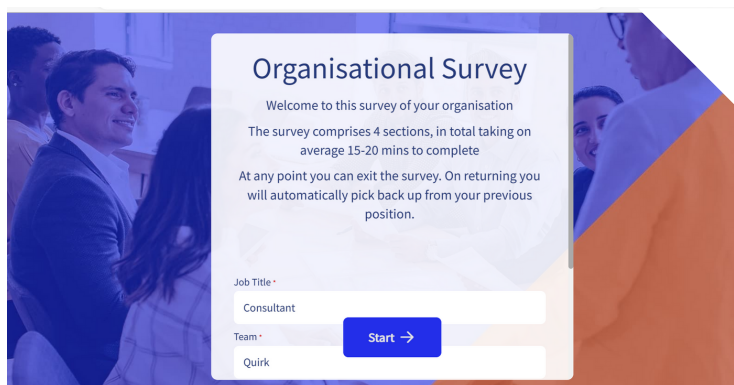 Organisational Survey
Welcome to this survey of your organisation
The survey comprises 4 sections, in total taking on
average 15-20 mins to complete
At any point you can exit the survey. On returning you
will automatically pick back up from your previous
position.
Job Title *
Consultant
Team *
Start →
Quirk